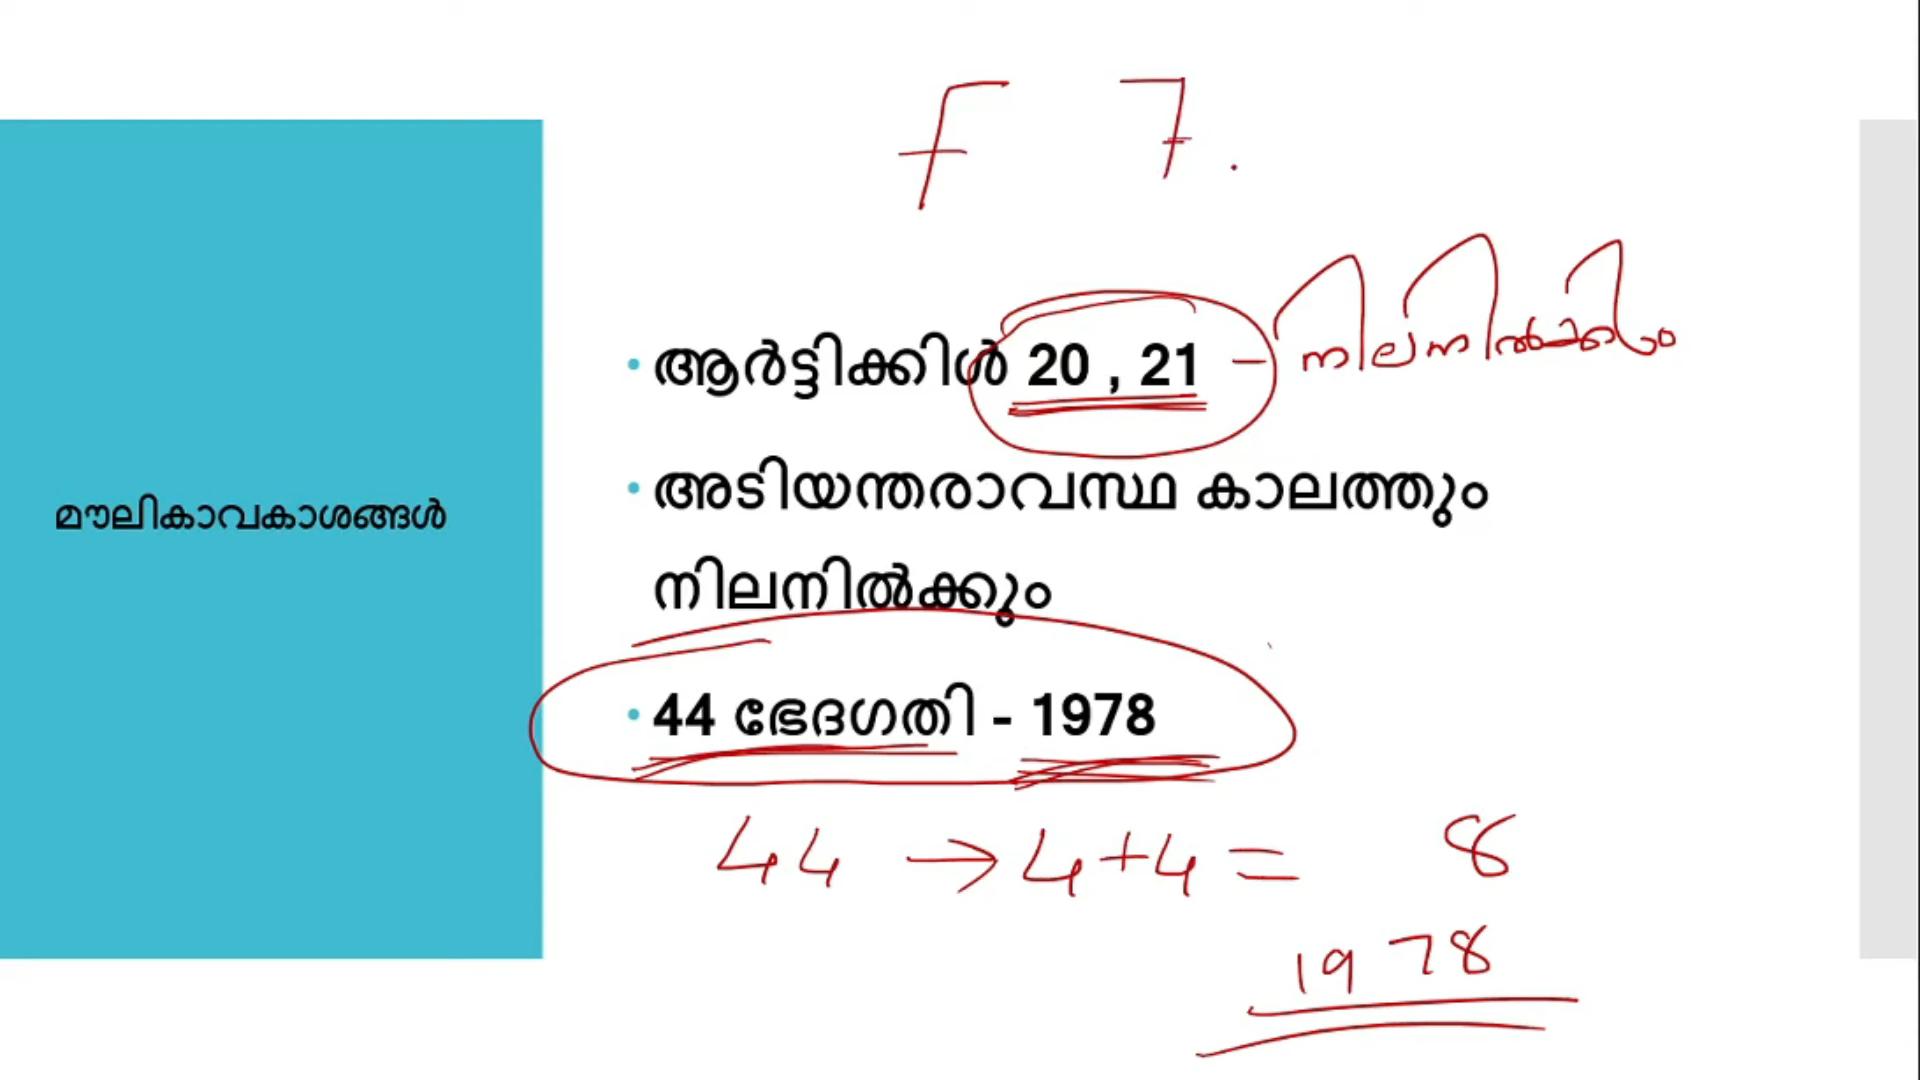 F 7.
മൗലികാവകാശങ്ങൾ
• ആർട്ടിക്കിൾ 20 , 21 – നിലനിൽക്കും
• അടിയന്തരാവസ്ഥ കാലത്തും
നിലനിൽക്കും
• 44 ഭേദഗതി - 1978
44 → 4+4 = 8
1978